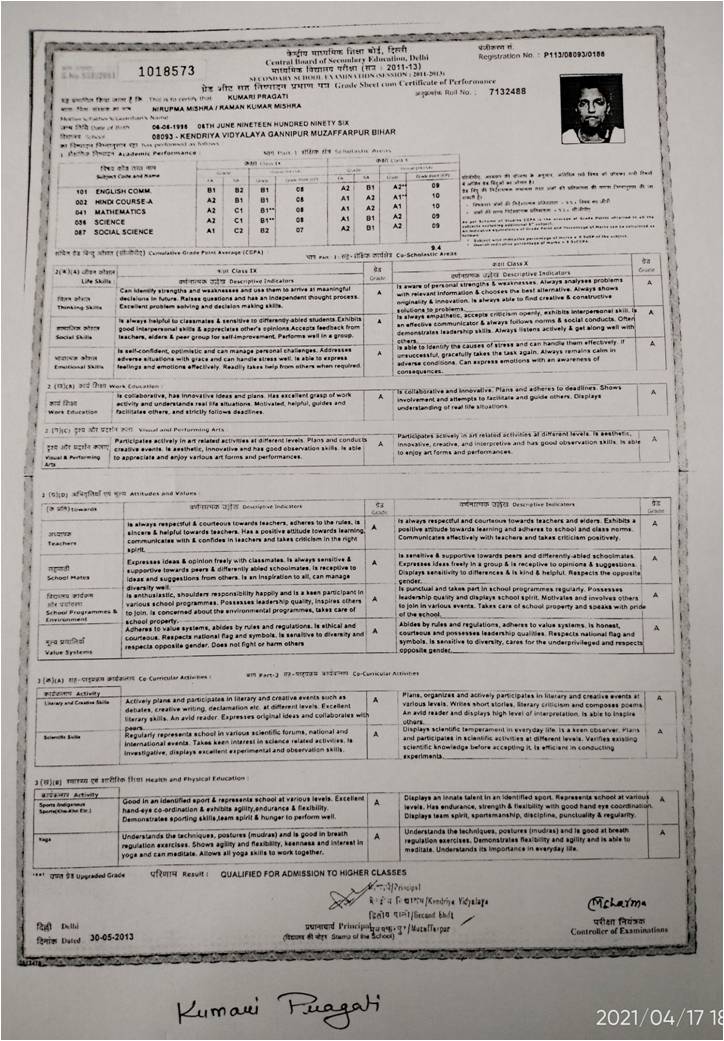 केन्द्रीय माध्यमिक शिक्षा बोर्ड, दिल्ली
Central Board of Secondary Education, Delhi
पंजीकरण सं.
Registration No. : P113/08093/0186
1018573
माध्यमिक विद्यालय परीक्षा (सत्र : 2011-13)
SECONDARY SCHOOL EXAMINATION (SESSION : 2011-2013)
ग्रेड शीट सह निष्पादन प्रमाण पत्र Grade Sheet cum Certificate of Performance
यह प्रमाणित किया जाता है कि This is to certify that KUMARI PRAGATI
अनुक्रमांक Roll No. : 7132488
NIRUPMA MISHRA / RAMAN KUMAR MISHRA
Mother's/Father's/Guardian's Name
जन्म तिथि Date of Birth 06-06-1996 06TH JUNE NINETEEN HUNDRED NINETY SIX
विद्यालय School 08093 - KENDRIYA VIDYALAYA GANNIPUR MUZAFFARPUR BIHAR
has performed as follows
Academic Performance : भाग Part-1 : शैक्षिक क्षेत्र Scholastic Areas
कक्षा Class IX कक्षा Class X
Subject Code and Name
101 ENGLISH COMM. B1 B2 B1 08 A2 B1 A2** 09
002 HINDI COURSE-A A2 B1 B1 08 A2 A1 A1** 10
041 MATHEMATICS A2 C1 B1** 08 A1 A2 A1 10
086 SCIENCE A2 C1 B1** 08 A1 B1 A2 09
087 SOCIAL SCIENCE A1 C2 B2 07 A2 B1 A2 09
Cumulative Grade Point Average (CGPA) 9.4
भाग Part-2 : सह-शैक्षिक कार्यक्षेत्र Co-Scholastic Areas
2(क)(A) जीवन कौशल Life Skills
कक्षा Class IX
वर्णनात्मक उद्देश Descriptive Indicators
ग्रेड Grade
कक्षा Class X
वर्णनात्मक उद्देश Descriptive Indicators
ग्रेड Grade
चिंतन कौशल
Thinking Skills
Can identify strengths and weaknesses and use them to arrive at meaningful
decisions in future. Raises questions and has an independent thought process.
Excellent problem solving and decision making skills.
A
Is aware of personal strengths & weaknesses. Always analyses problems
with relevant information & chooses the best alternative. Always shows
originality & innovation. Is always able to find creative & constructive
solutions to problems.
A
सामाजिक कौशल
Social Skills
Is always helpful to classmates & sensitive to differently-abled students.Exhibits
good interpersonal skills & appreciates other's opinions.Accepts feedback from
teachers, elders & peer group for self-improvement. Performs well in a group.
A
Is always empathetic, accepts criticism openly, exhibits interpersonal skill. Is
an effective communicator & always follows norms & social conducts. Often
demonstrates leadership skills. Always listens actively & get along well with
others.
A
भावनात्मक कौशल
Emotional Skills
Is self-confident, optimistic and can manage personal challenges. Addresses
adverse situations with grace and can handle stress well. Is able to express
feelings and emotions effectively. Readily takes help from others when required.
A
Is able to identify the causes of stress and can handle them effectively. If
unsuccessful, gracefully takes the task again. Always remains calm in
adverse conditions. Can express emotions with an awareness of
consequences.
A
2 (ख)(B) कार्य शिक्षा Work Education :
कार्य शिक्षा
Work Education
Is collaborative, has innovative ideas and plans. Has excellent grasp of work
activity and understands real life situations. Motivated, helpful, guides and
facilitates others, and strictly follows deadlines.
A
Is collaborative and innovative. Plans and adheres to deadlines. Shows
involvement and attempts to facilitate and guide others. Displays
understanding of real life situations
A
2 (ग)(C) दृश्य और प्रदर्शन कला Visual and Performing Arts :
दृश्य और प्रदर्शन कलाएं
Visual & Performing
Arts
Participates actively in art related activities at different levels. Plans and conducts
creative events. Is aesthetic, innovative and has good observation skills. Is able
to appreciate and enjoy various art forms and performances.
A
Participates actively in art related activities at different levels. Is aesthetic,
innovative, creative, and interpretive and has good observation skills. Is able
to enjoy art forms and performances.
A
2 (घ)(D) अभिवृत्तियाँ एवं मूल्य Attitudes and Values :
(के प्रति) towards
वर्णनात्मक उद्देश Descriptive Indicators
ग्रेड Grade
वर्णनात्मक उद्देश Descriptive Indicators
ग्रेड Grade
अध्यापक
Teachers
Is always respectful & courteous towards teachers, adheres to the rules, is
sincere & helpful towards teachers. Has a positive attitude towards learning,
communicates with & confides in teachers and takes criticism in the right
spirit.
A
Is always respectful and courteous towards teachers and elders. Exhibits a
positive attitude towards learning and adheres to school and class norms.
Communicates effectively with teachers and takes criticism positively.
A
सहपाठी
School Mates
Expresses ideas & opinion freely with classmates. Is always sensitive &
supportive towards peers & differently abled schoolmates. Is receptive to
ideas and suggestions from others. Is an inspiration to all, can manage
diversity well.
A
Is sensitive & supportive towards peers and differently-abled schoolmates.
Expresses ideas freely in a group & is receptive to opinions & suggestions.
Displays sensitivity to differences & is kind & helpful. Respects the opposite
gender.
A
विद्यालय कार्यक्रम
और पर्यावरण
School Programmes &
Environment
Is enthusiastic, shoulders responsibility happily and is a keen participant in
various school programmes. Possesses leadership quality, inspires others
to join. Is concerned about the environmental programmes, takes care of
school property.
A
Is punctual and takes part in school programmes regularly. Possesses
leadership quality and displays school spirit. Motivates and involves others
to join in various events. Takes care of school property and speaks with pride
of the school.
A
मूल्य प्रणालियाँ
Value Systems
Adheres to value systems, abides by rules and regulations. Is ethical and
courteous. Respects national flag and symbols. Is sensitive to diversity and
respects opposite gender. Does not fight or harm others
A
Abides by rules and regulations, adheres to value systems. Is honest,
courteous and possesses leadership qualities. Respects national flag and
symbols. Is sensitive to diversity, cares for the underprivileged and respects
opposite gender.
A
3 (क)(A) सह-पाठ्यक्रम कार्यकलाप Co-Curricular Activities :
भाग Part-3 सह-पाठ्यक्रम कार्यकलाप Co-Curricular Activities
कार्यकलाप Activity
Literary and Creative Skills
Actively plans and participates in literary and creative events such as
debates, creative writing, declamation etc. at different levels. Excellent
literary skills. An avid reader. Expresses original ideas and collaborates with
peers.
A
Plans, organizes and actively participates in literary and creative events at
various levels. Writes short stories, literary criticism and composes poems.
An avid reader and displays high level of interpretation. Is able to inspire
others.
A
Scientific Skills
Regularly represents school in various scientific forums, national and
international events. Takes keen interest in science related activities. Is
investigative, displays excellent experimental and observation skills.
A
Displays scientific temperament in everyday life. Is a keen observer. Plans
and participates in scientific activities at different levels. Verifies existing
scientific knowledge before accepting it. Is efficient in conducting
experiments.
A
3 (ख)(B) स्वास्थ्य एवं शारीरिक शिक्षा Health and Physical Education :
कार्यकलाप Activity
Sports/Indigenous
Sports(Kho-Kho Etc.)
Good in an identified sport & represents school at various levels. Excellent
hand-eye co-ordination & exhibits agility,endurance & flexibility.
Demonstrates sporting skills,team spirit & hunger to perform well.
A
Displays an innate talent in an identified sport. Represents school at various
levels. Has endurance, strength & flexibility with good hand eye coordination.
Displays team spirit, sportsmanship, discipline, punctuality & regularity.
A
Yoga
Understands the techniques, postures (mudras) and is good in breath
regulation exercises. Shows agility and flexibility, keenness and interest in
yoga and can meditate. Allows all yoga skills to work together.
A
Understands the techniques, postures (mudras) and is good at breath
regulation exercises. Demonstrates flexibility and agility and is able to
meditate. Understands its importance in everyday life.
A
"**" उच्चत ग्रेड Upgraded Grade परिणाम Result : QUALIFIED FOR ADMISSION TO HIGHER CLASSES
/Principal
/Kendriya Vidyalaya
/Second Shift
/Muzaffarpur
दिल्ली Delhi
दिनांक Dated 30-05-2013
प्रधानाचार्य Principal
(विद्यालय की मोहर Stamp of the School)
MSharma
परीक्षा नियंत्रक
Controller of Examinations
Kumari Pragati
2021/04/17 18